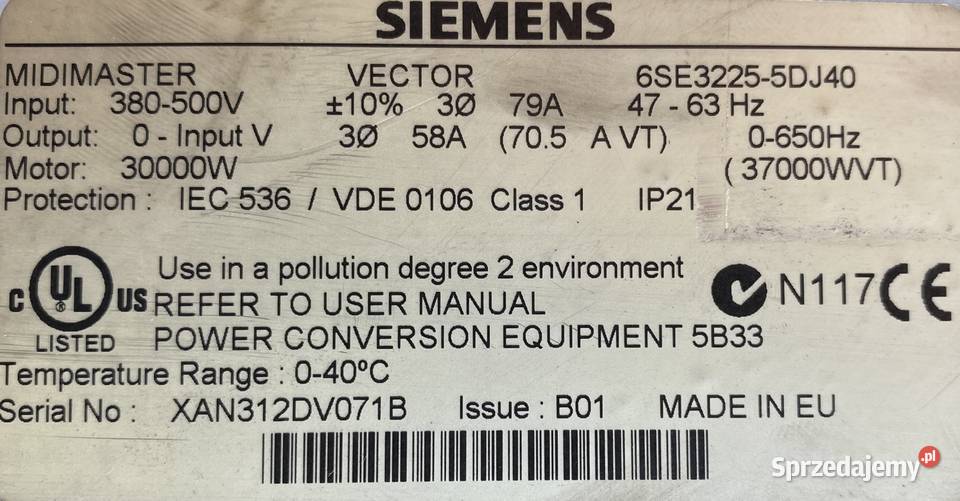 SIEMENS
MIDIMASTER VECTOR 6SE3225-5DJ40
Input: 380-500V ±10% 3Ø 79A 47 - 63 Hz
Output: 0 - Input V 3Ø 58A (70.5 A VT) 0-650Hz
Motor: 30000W ( 37000WVT)
Protection : IEC 536 / VDE 0106 Class 1 IP21
Use in a pollution degree 2 environment
C UL ® US REFER TO USER MANUAL N117 CE
LISTED POWER CONVERSION EQUIPMENT 5B33
Temperature Range : 0-40ºC
Serial No : XAN312DV071B Issue : B01 MADE IN EU
Sprzedajemy.pl